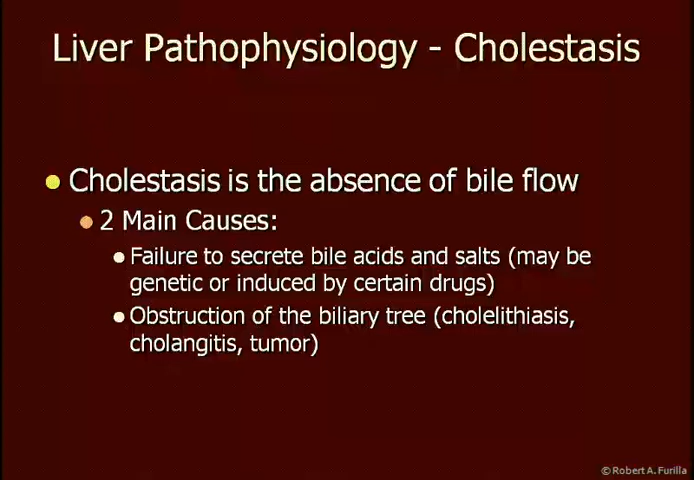 Liver Pathophysiology - Cholestasis
Cholestasis is the absence of bile flow
2 Main Causes:
Failure to secrete bile acids and salts (may be
genetic or induced by certain drugs)
Obstruction of the biliary tree (cholelithiasis,
cholangitis, tumor)
© Robert A. Furilla